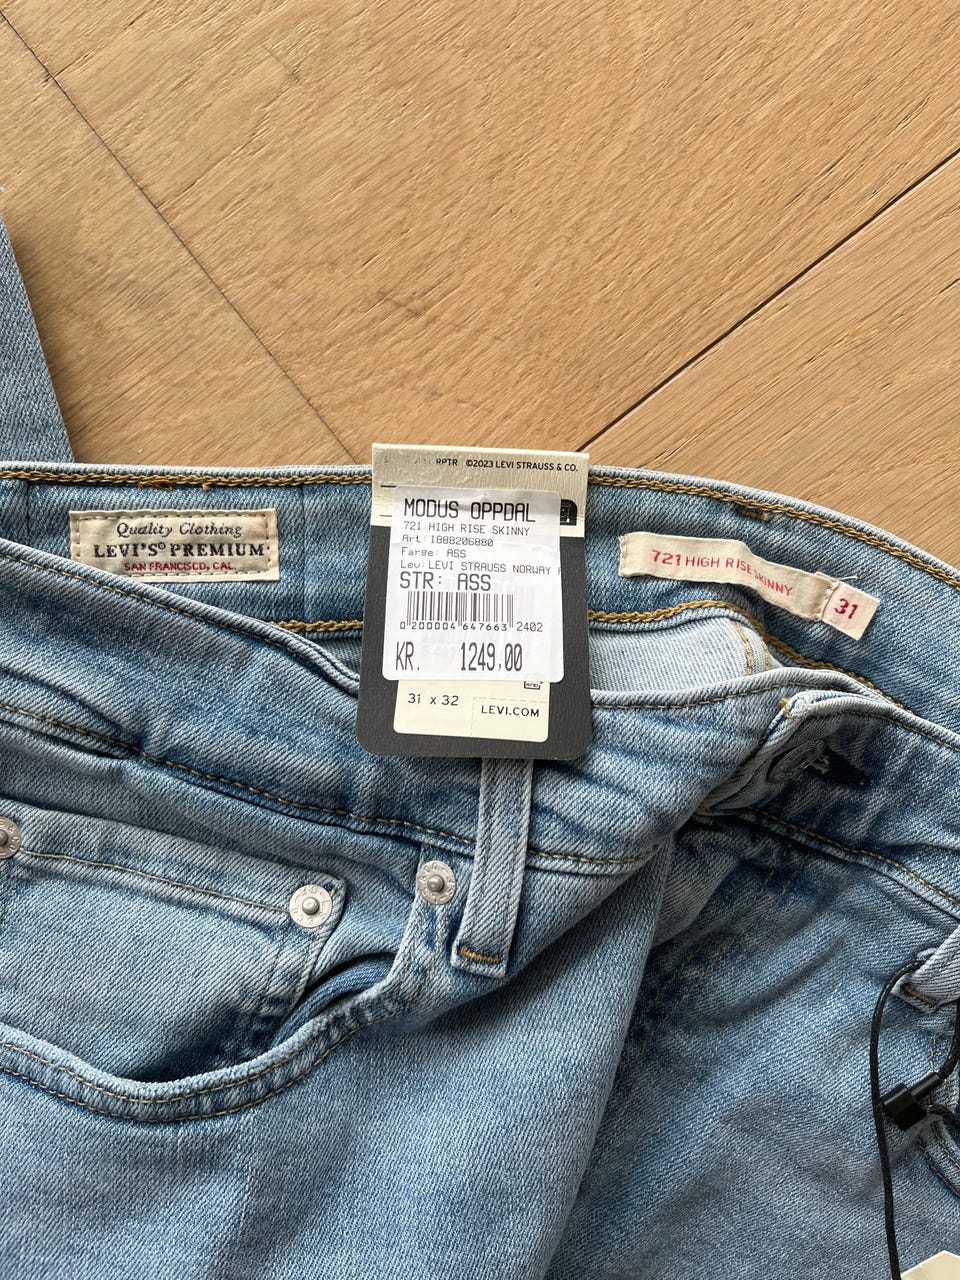 RPTR ©2023 LEVI STRAUSS & CO.
MODUS OPPDAL
721 HIGH RISE SKINNY
Art: 1888206880
Farge: ASS
Lev: LEVI STRAUSS NORWAY
STR: ASS
0 200004 647663 2402
KR. 1249,00
31 x 32
LEVI.COM
Quality Clothing
LEVI'S® PREMIUM
SAN FRANCISCO, CAL.
721 HIGH RISE SKINNY
31